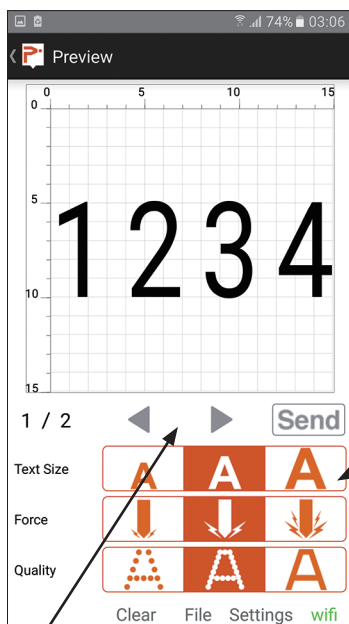 74% 03:06
Preview
0 5 10 15
0
5
1234
10
15
1 / 2 Send
Text Size A A A
Force
Quality A A A
Clear File Settings wifi